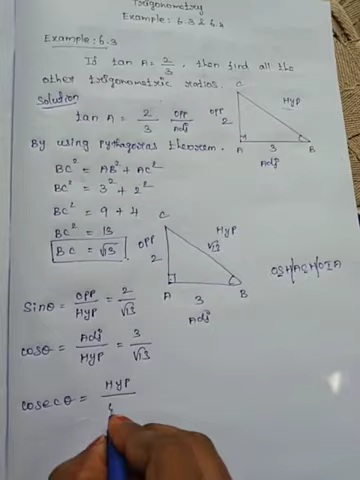 Trigonometry
Example: 6.3 & 6.4
Example: 6.3
If tan A = 2/3, then find all the
other trigonometric ratios.
Solution
tan A = 2/3 opp/Adj
By using pythagoras theorem.
BC² = AB² + AC²
BC² = 3² + 2²
BC² = 9 + 4
BC² = 13
BC = √13.
C
opp
2
HYP
A
3
B
Adj
C
OPP
2
HYP
√13
A
3
B
Adj
Sinθ = OPP/HYP = 2/√13
cosθ = Adj/HYP = 3/√13
cosecθ = HYP